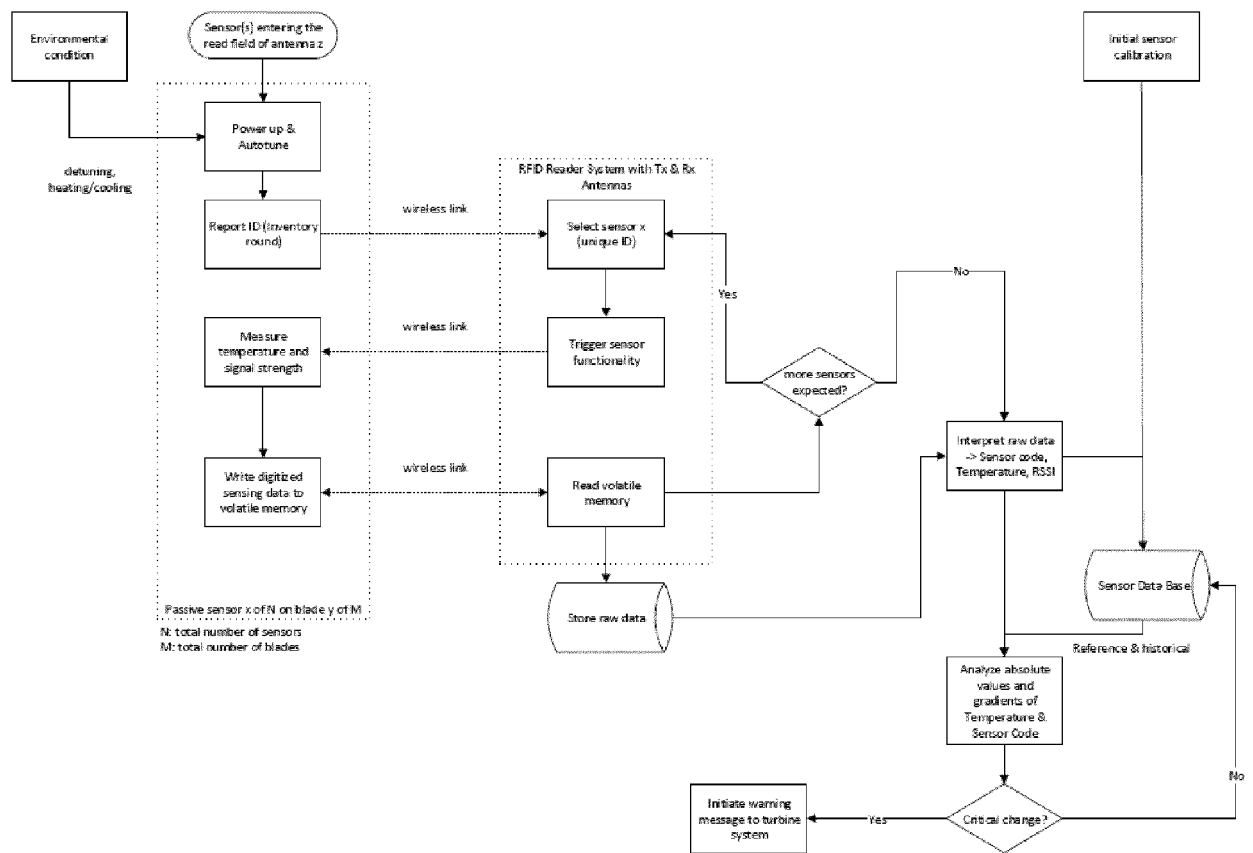 Environmental
condition
Sensor(s) entering the
read field of antenna z
Initial sensor
calibration
Power up &
Autotune
detuning,
heating/cooling
RFID Reader System with Tx & Rx
Antennas
Report ID (Inventory
round)
wireless link
Select sensor x
(unique ID)
No
Yes
Measure
temperature and
signal strength
wireless link
Trigger sensor
functionality
more sensors
expected?
Interpret raw data
-> Sensor code,
Temperature, RSSI
Write digitized
sensing data to
volatile memory
wireless link
Read volatile
memory
Sensor Data Base
Passive sensor x of N on blade y of M
Store raw data
N: total number of sensors
M: total number of blades
Reference & historical
Analyze absolute
values and
gradients of
Temperature &
Sensor Code
No
Initiate warning
message to turbine
system
Yes
Critical change?